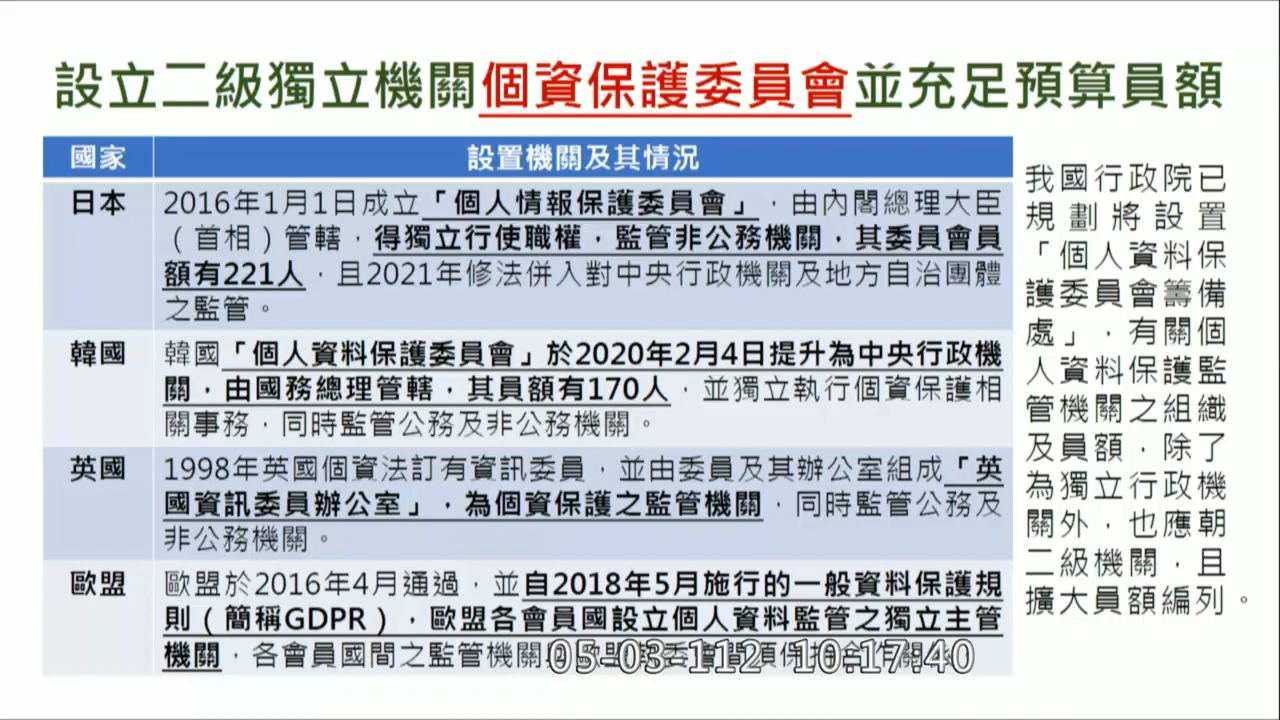 設立二級獨立機關個資保護委員會並充足預算員額
國家
設置機關及其情況
日本
2016年1月1日成立「個人情報保護委員會」，由內閣總理大臣
（首相）管轄，得獨立行使職權，監管非公務機關，其委員會員
額有221人，且2021年修法併入對中央行政機關及地方自治團體
之監管。
韓國
韓國「個人資料保護委員會」於2020年2月4日提升為中央行政機
關，由國務總理管轄，其員額有170人，並獨立執行個資保護相
關事務，同時監管公務及非公務機關。
英國
1998年英國個資法訂有資訊委員，並由委員及其辦公室組成「英
國資訊委員辦公室」，為個資保護之監管機關，同時監管公務及
非公務機關。
歐盟
歐盟於2016年4月通過，並自2018年5月施行的一般資料保護規
則（簡稱GDPR），歐盟各會員國設立個人資料監管之獨立主管
機關，各會員國間之監管機關
我國行政院已
規劃將設置
「個人資料保
護委員會籌備
處」，有關個
人資料保護監
管機關之組織
及員額，除了
為獨立行政機
關外，也應朝
二級機關，且
擴大員額編列。
05-03-112 10:17:40